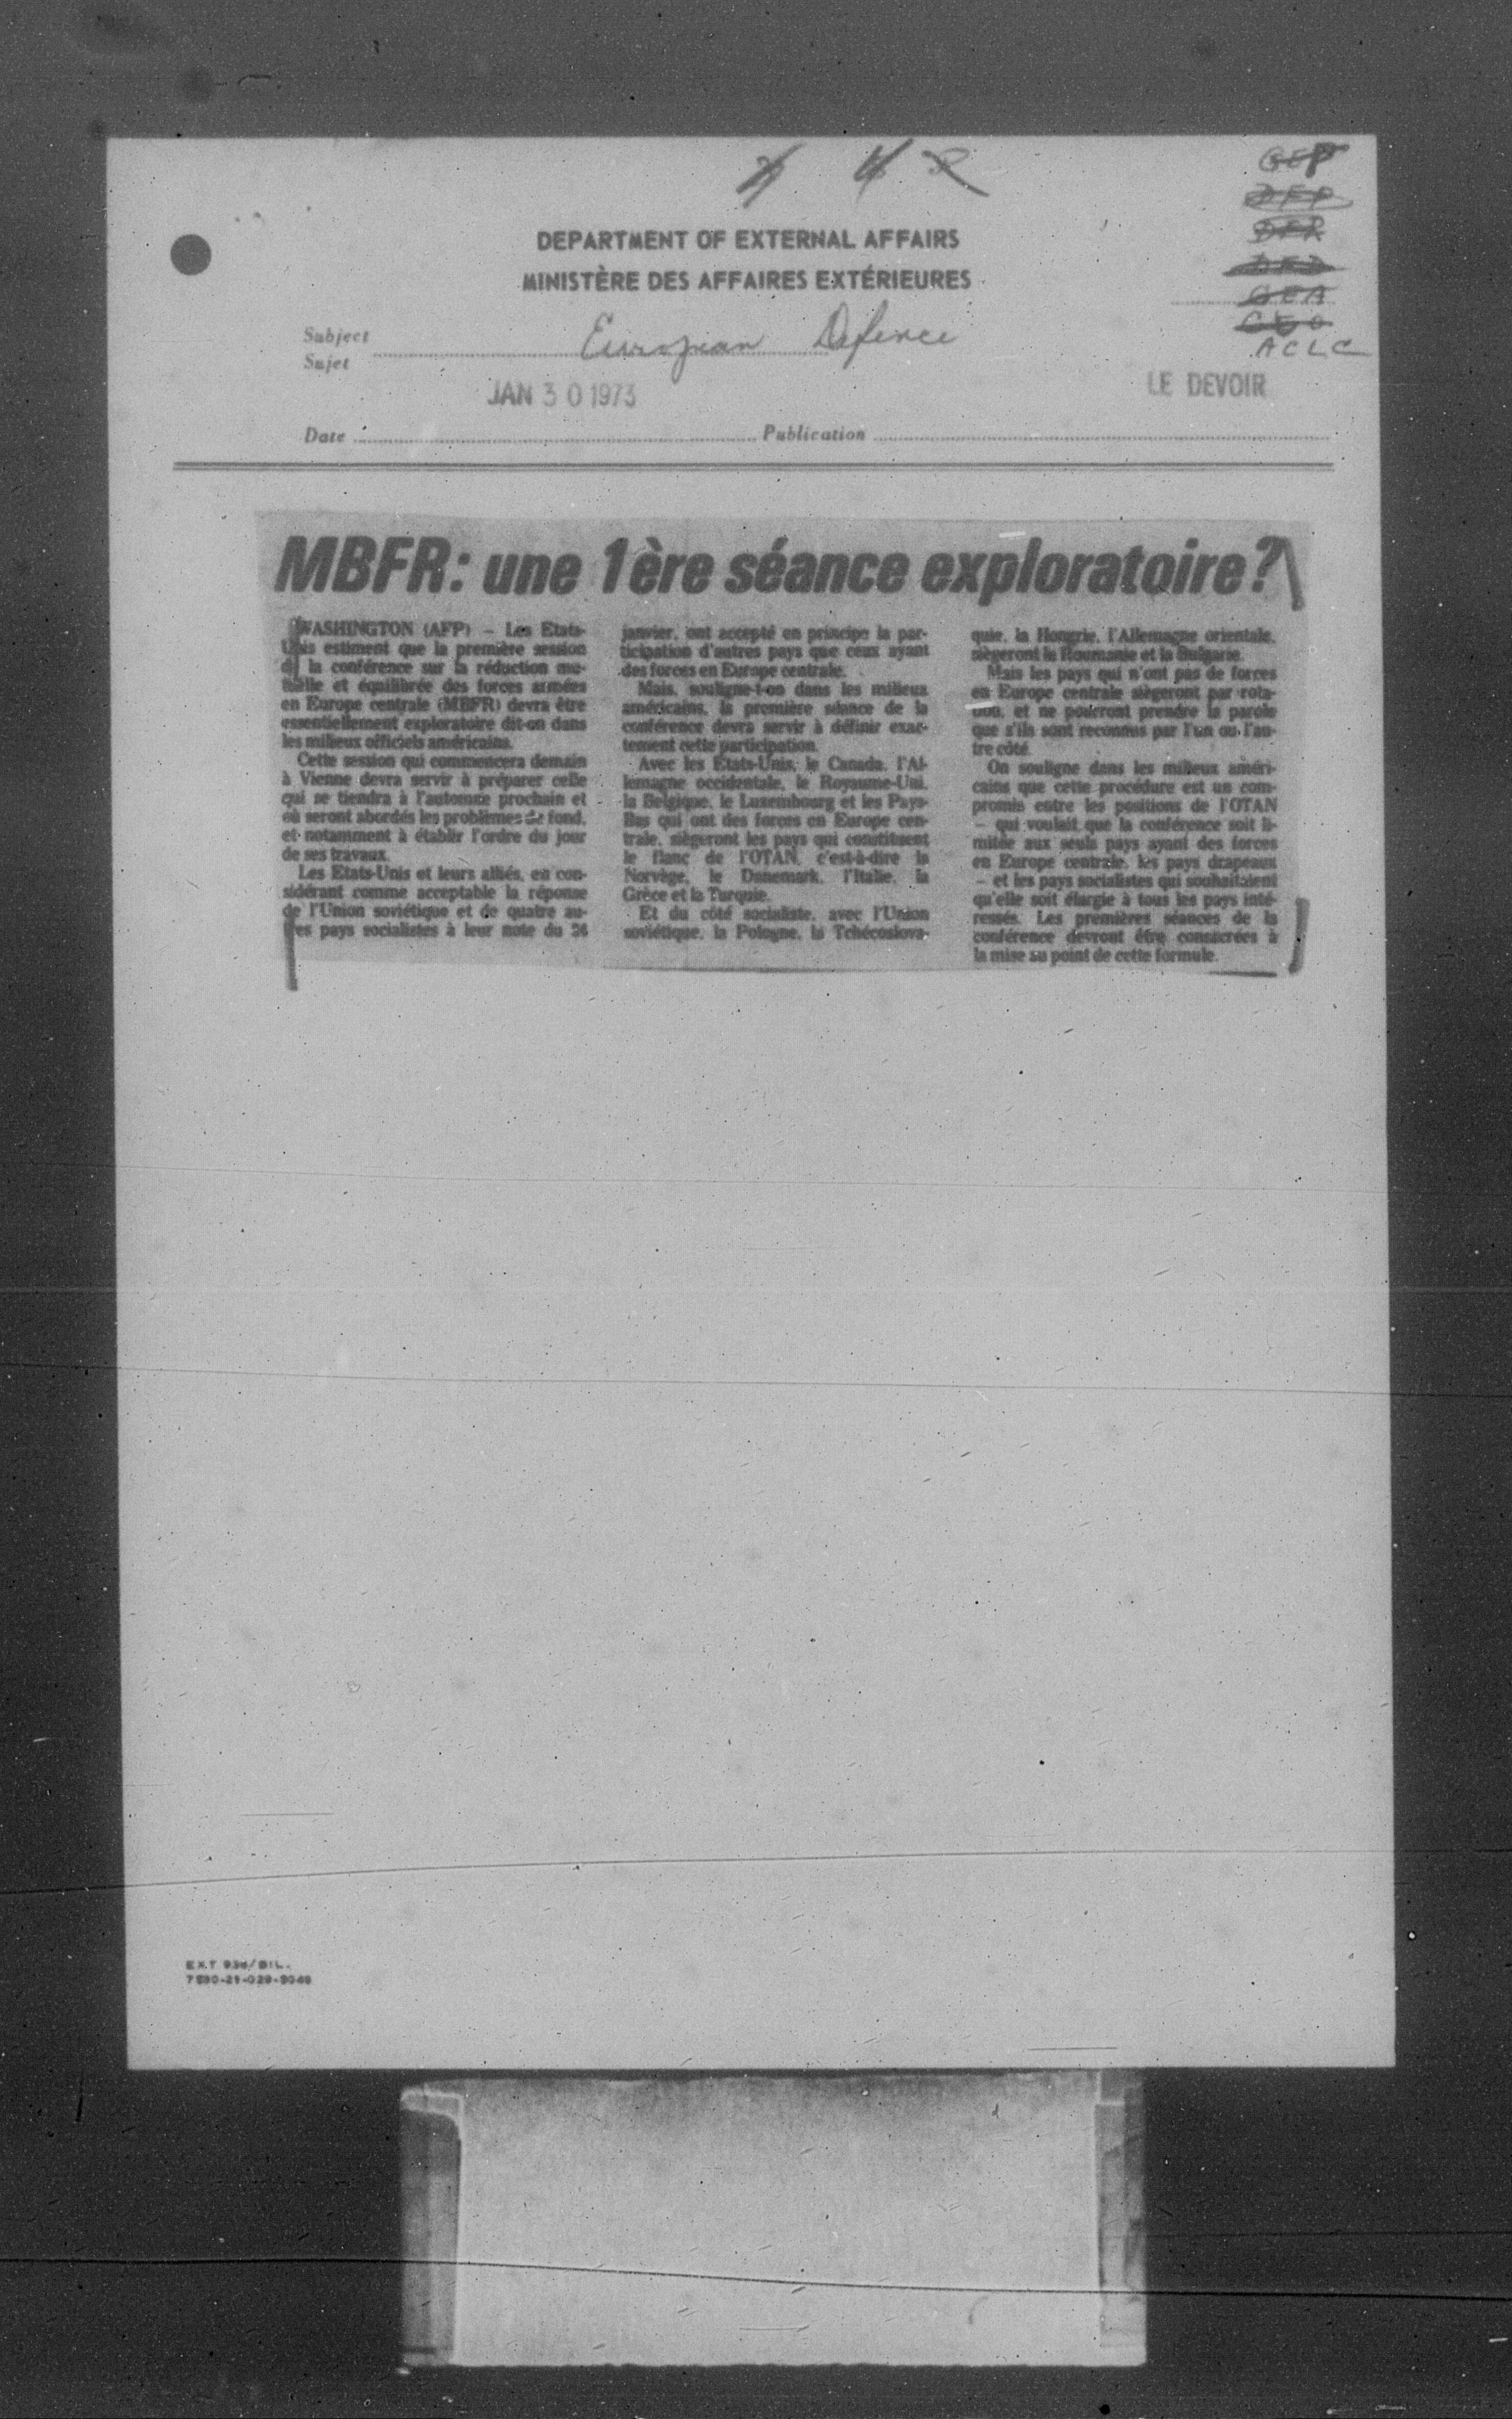 GEP
DFP
DFR
DED
GEA
GEO
ACLC
DEPARTMENT OF EXTERNAL AFFAIRS
MINISTÈRE DES AFFAIRES EXTÉRIEURES
Subject
Sujet
European Defence
JAN 30 1973
LE DEVOIR
Date
Publication
MBFR: une 1ère séance exploratoire?
WASHINGTON (AFP) – Les Etats-
Unis estiment que la première session
de la conférence sur la réduction mu-
tuelle et équilibrée des forces armées
en Europe centrale (MBFR) devra être
essentiellement exploratoire dit-on dans
les milieux officiels américains.
Cette session qui commencera demain
à Vienne devra servir à préparer celle
qui se tiendra à l'automne prochain et
où seront abordés les problèmes de fond,
et notamment à établir l'ordre du jour
de ses travaux.
Les Etats-Unis et leurs alliés, en con-
sidérant comme acceptable la réponse
de l'Union soviétique et de quatre au-
tres pays socialistes à leur note du 24
janvier, ont accepté en principe la par-
ticipation d'autres pays que ceux ayant
des forces en Europe centrale.
Mais, souligne-t-on dans les milieux
américains, la première séance de la
conférence devra servir à définir exac-
tement cette participation.
Avec les Etats-Unis, le Canada, l'Al-
lemagne occidentale, le Royaume-Uni,
la Belgique, le Luxembourg et les Pays-
Bas qui ont des forces en Europe cen-
trale, siègeront les pays qui constituent
le flanc de l'OTAN, c'est-à-dire la
Norvège, le Danemark, l'Italie, la
Grèce et la Turquie.
Et du côté socialiste, avec l'Union
soviétique, la Pologne, la Tchécoslova-
quie, la Hongrie, l'Allemagne orientale,
siègeront la Roumanie et la Bulgarie.
Mais les pays qui n'ont pas de forces
en Europe centrale siègeront par rota-
tion, et ne pourront prendre la parole
que s'ils sont reconnus par l'un ou l'au-
tre côté.
On souligne dans les milieux améri-
cains que cette procédure est un com-
promis entre les positions de l'OTAN
– qui voulait que la conférence soit li-
mitée aux seuls pays ayant des forces
en Europe centrale, les pays drapeaux
– et les pays socialistes qui souhaitaient
qu'elle soit élargie à tous les pays inté-
ressés. Les premières séances de la
conférence devront être consacrées à
la mise au point de cette formule.
EXT 938/BIL.
7530-21-029-5048